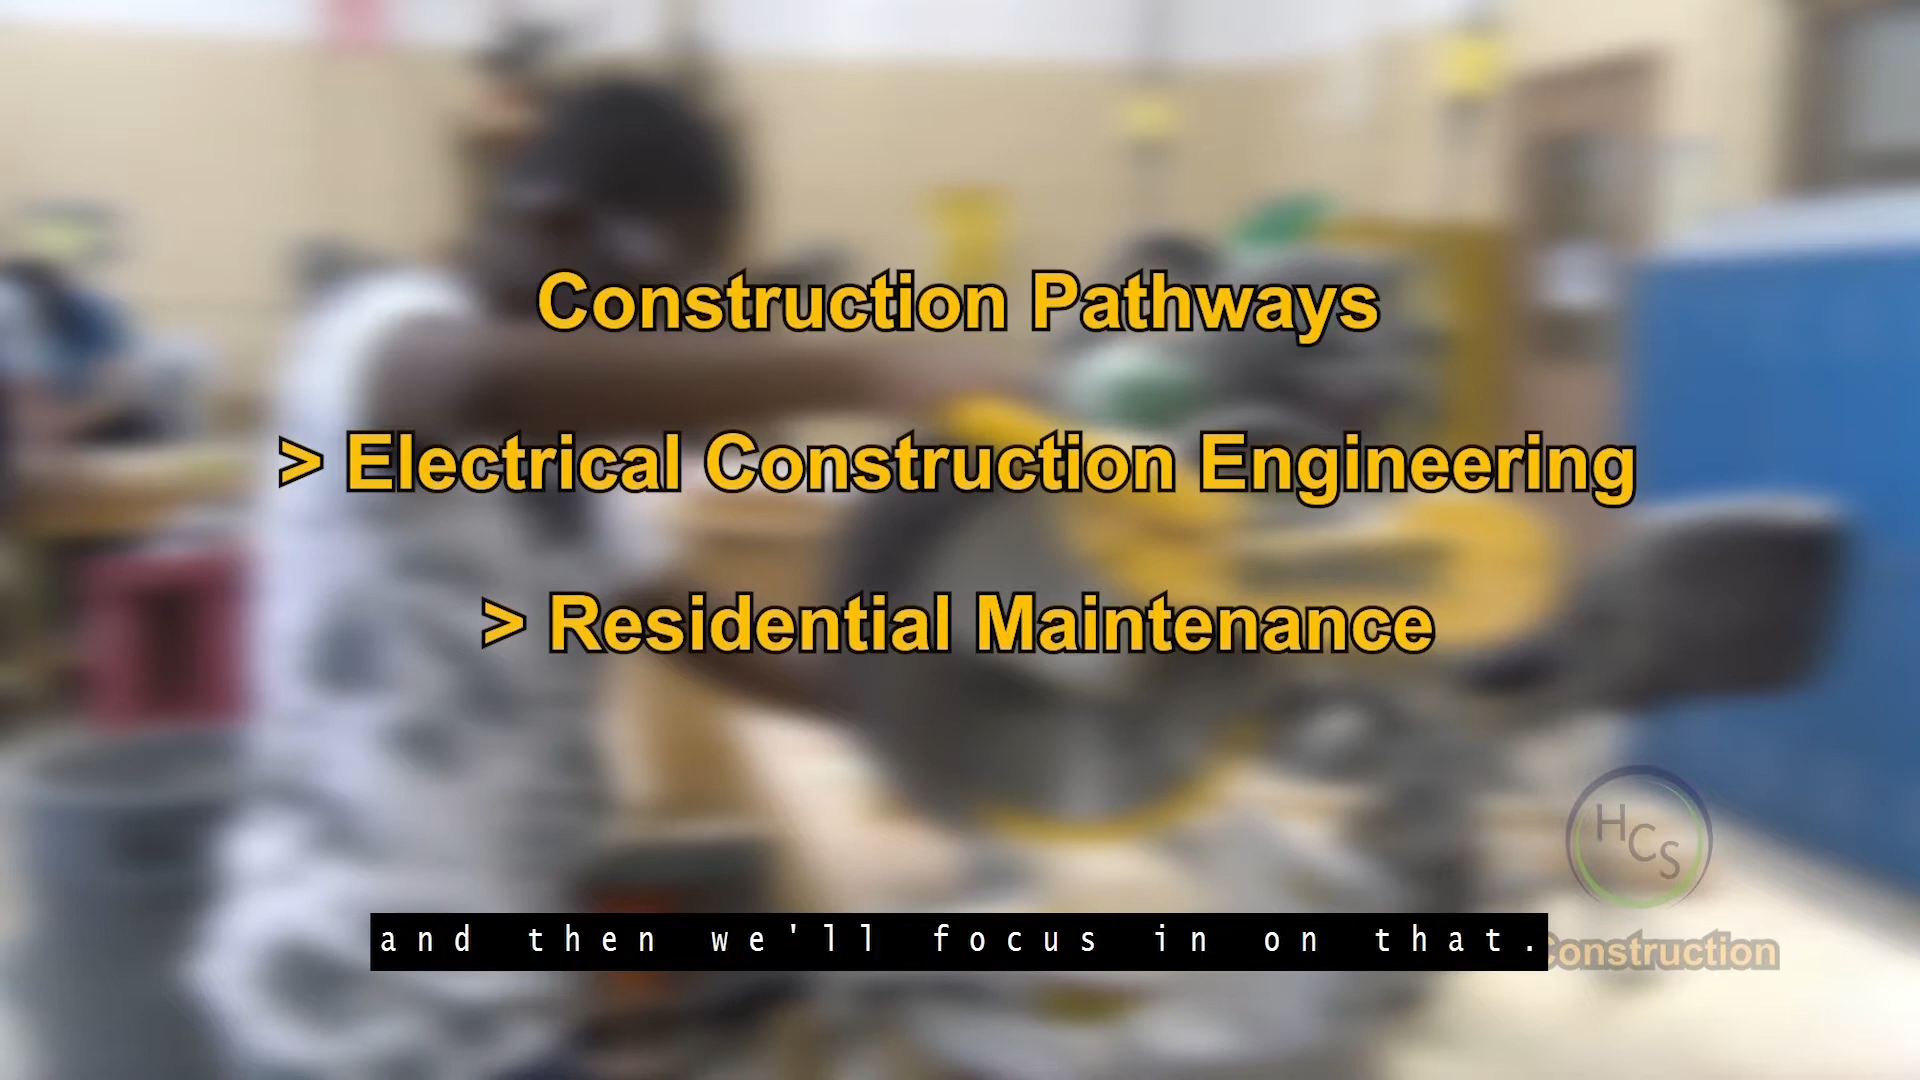 Construction Pathways
> Electrical Construction Engineering
> Residential Maintenance
HCS
and then we'll focus in on that.
Construction